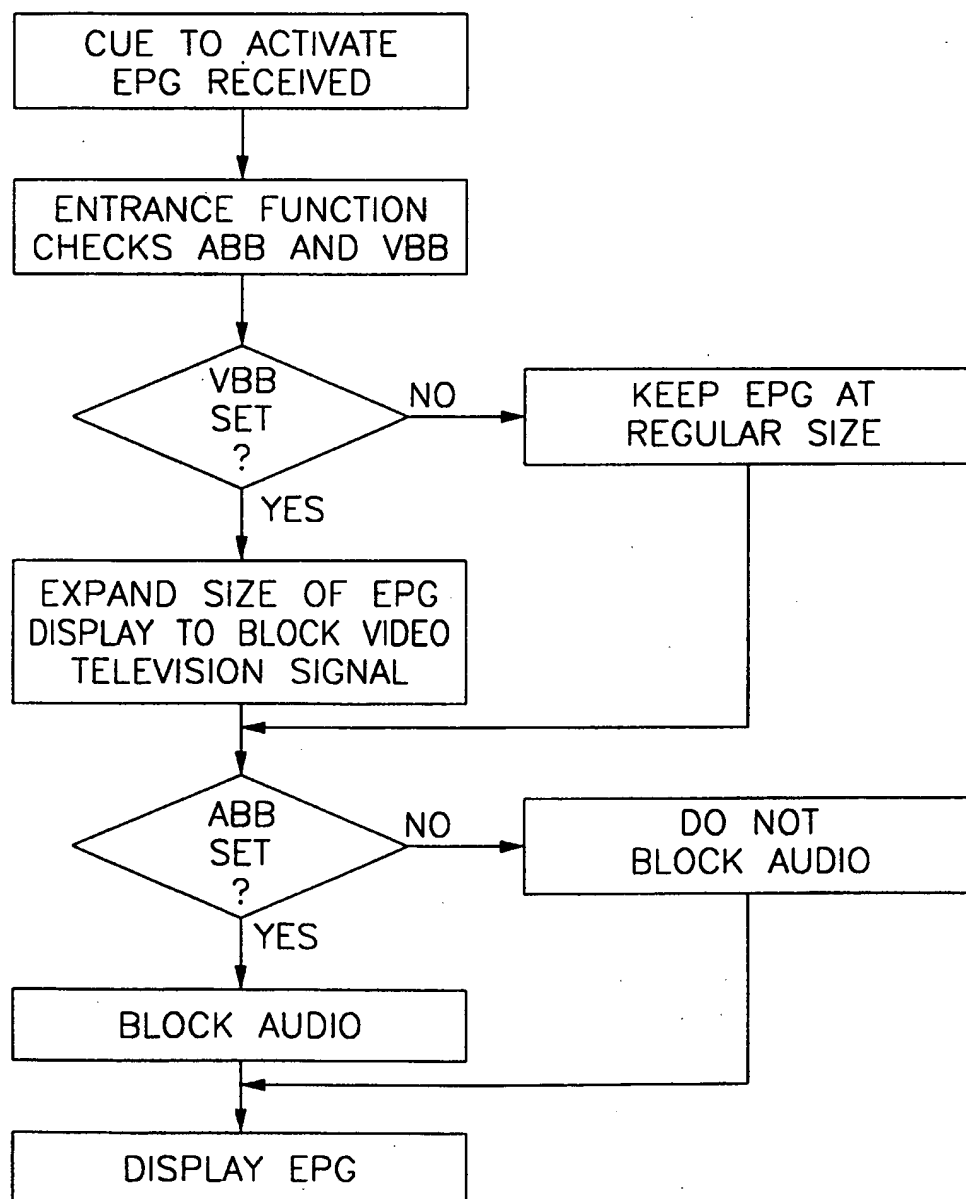 CUE TO ACTIVATE
EPG RECEIVED
ENTRANCE FUNCTION
CHECKS ABB AND VBB
VBB
SET
?
NO
KEEP EPG AT
REGULAR SIZE
YES
EXPAND SIZE OF EPG
DISPLAY TO BLOCK VIDEO
TELEVISION SIGNAL
ABB
SET
?
NO
DO NOT
BLOCK AUDIO
YES
BLOCK AUDIO
DISPLAY EPG